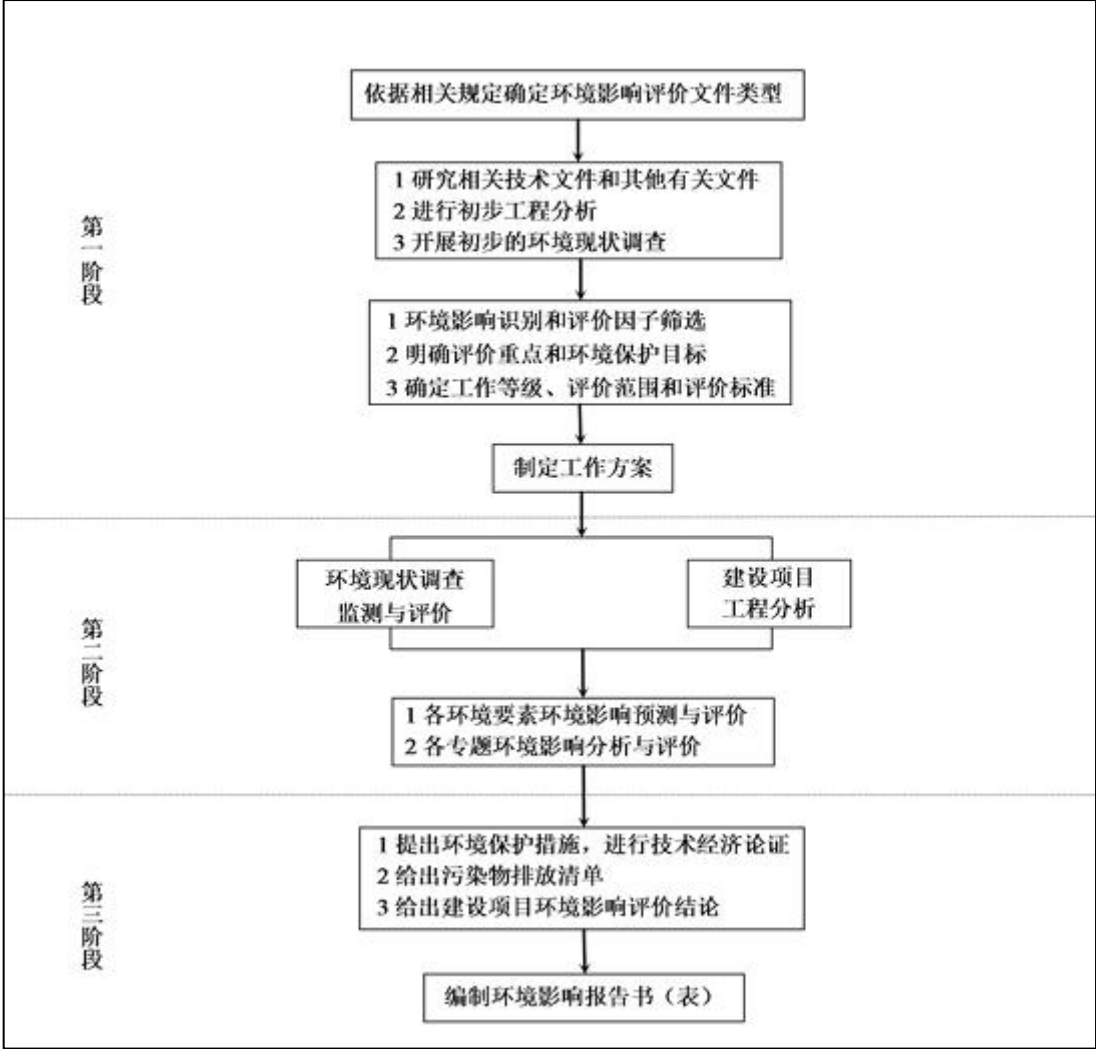 依据相关规定确定环境影响评价文件类型
1 研究相关技术文件和其他有关文件
2 进行初步工程分析
3 开展初步的环境现状调查
第一阶段
1 环境影响识别和评价因子筛选
2 明确评价重点和环境保护目标
3 确定工作等级、评价范围和评价标准
制定工作方案
环境现状调查
监测与评价
建设项目
工程分析
第二阶段
1 各环境要素环境影响预测与评价
2 各专题环境影响分析与评价
1 提出环境保护措施，进行技术经济论证
2 给出污染物排放清单
3 给出建设项目环境影响评价结论
第三阶段
编制环境影响报告书（表）